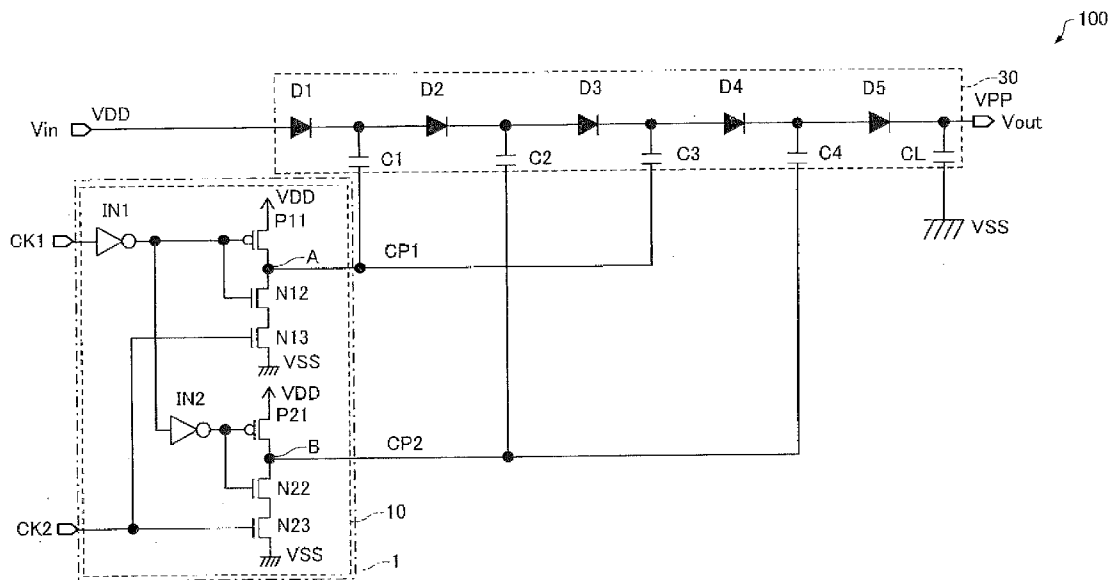 100
30
D1 D2 D3 D4 D5
VPP
Vin VDD
Vout
C1 C2 C3 C4 CL
VSS
IN1
VDD
P11
CK1
A
CP1
N12
N13
VSS
IN2
VDD
P21
B
CP2
N22
CK2
N23
10
VSS
1